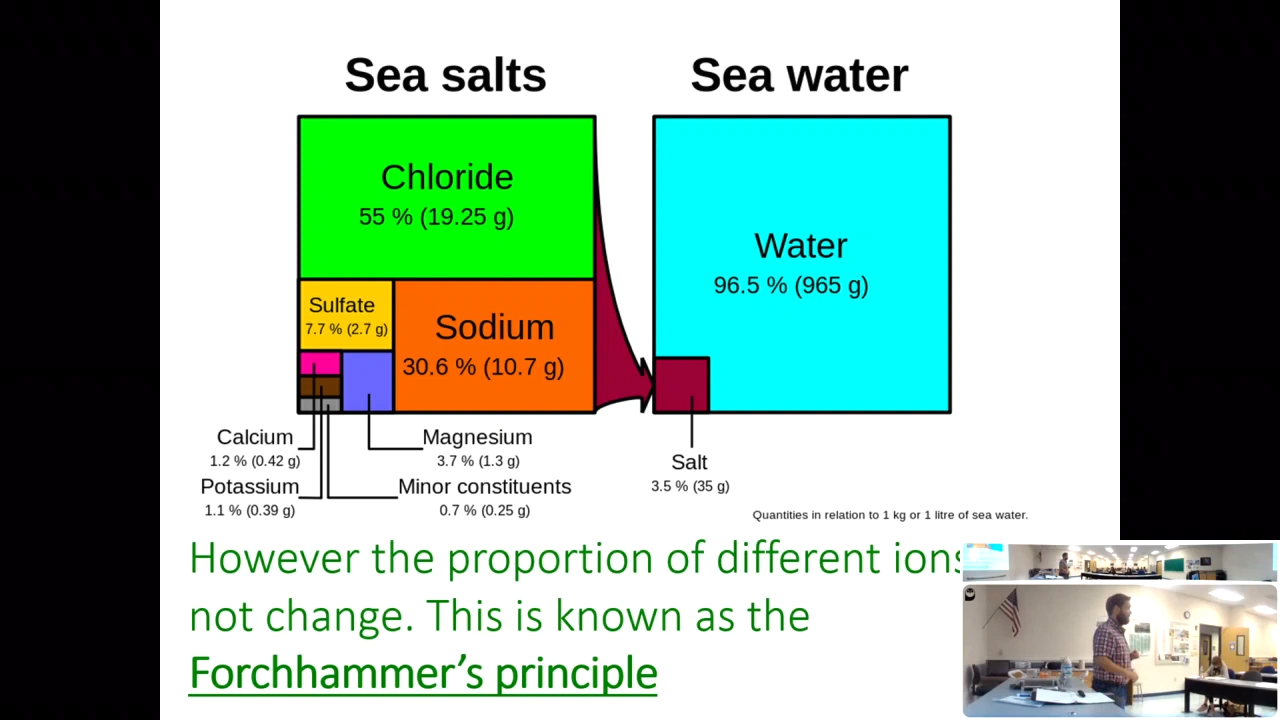 Sea salts
Sea water
Chloride
55 % (19.25 g)
Sulfate
7.7 % (2.7 g)
Sodium
30.6 % (10.7 g)
Water
96.5 % (965 g)
Calcium
1.2 % (0.42 g)
Magnesium
3.7 % (1.3 g)
Potassium
1.1 % (0.39 g)
Minor constituents
0.7 % (0.25 g)
Salt
3.5 % (35 g)
Quantities in relation to 1 kg or 1 litre of sea water.
However the proportion of different ions
not change. This is known as the
Forchhammer’s principle